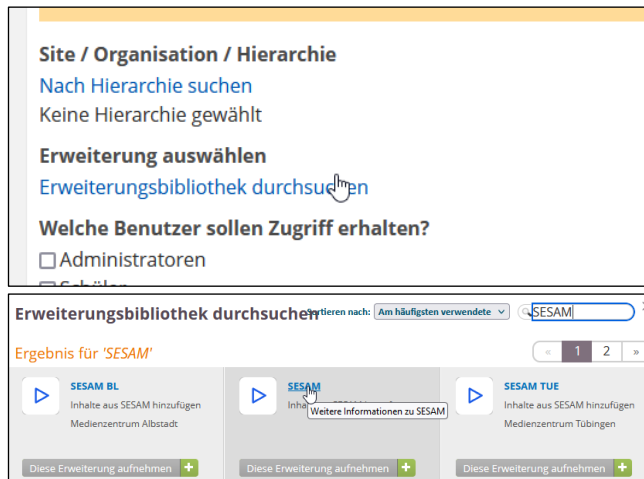 Site / Organisation / Hierarchie
Nach Hierarchie suchen
Keine Hierarchie gewählt
Erweiterung auswählen
Erweiterungsbibliothek durchsuchen
Welche Benutzer sollen Zugriff erhalten?
Administratoren
Erweiterungsbibliothek durchsuchen
Sortieren nach: Am häufigsten verwendete
SESAM
Ergebnis für 'SESAM'
« 1 2 »
SESAM BL
Inhalte aus SESAM hinzufügen
Medienzentrum Albstadt
Diese Erweiterung aufnehmen +
SESAM
Weitere Informationen zu SESAM
Diese Erweiterung aufnehmen +
SESAM TUE
Inhalte aus SESAM hinzufügen
Medienzentrum Tübingen
Diese Erweiterung aufnehmen +